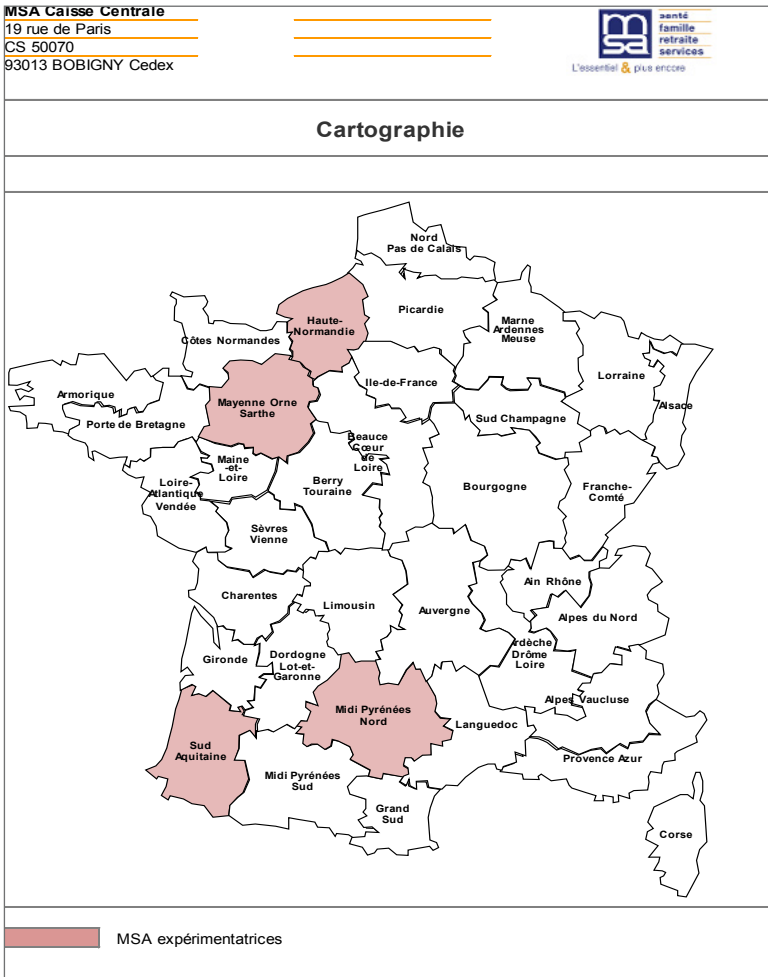 MSA Caisse Centrale
19 rue de Paris
CS 50070
93013 BOBIGNY Cedex
msa
santé
famille
retraite
services
L'essentiel & plus encore
Cartographie
Nord
Pas de Calais
Picardie
Haute-
Normandie
Marne
Ardennes
Meuse
Côtes Normandes
Lorraine
Alsace
Ile-de-France
Armorique
Mayenne Orne
Sarthe
Porte de Bretagne
Sud Champagne
Beauce
Cœur
de
Loire
Maine
-et-
Loire
Berry
Touraine
Bourgogne
Franche-
Comté
Loire-
Atlantique
Vendée
Sèvres
Vienne
Ain Rhône
Charentes
Limousin
Auvergne
Alpes du Nord
Ardèche
Drôme
Loire
Gironde
Dordogne
Lot-et-
Garonne
Alpes Vaucluse
Midi Pyrénées
Nord
Languedoc
Sud
Aquitaine
Provence Azur
Midi Pyrénées
Sud
Grand
Sud
Corse
MSA expérimentatrices